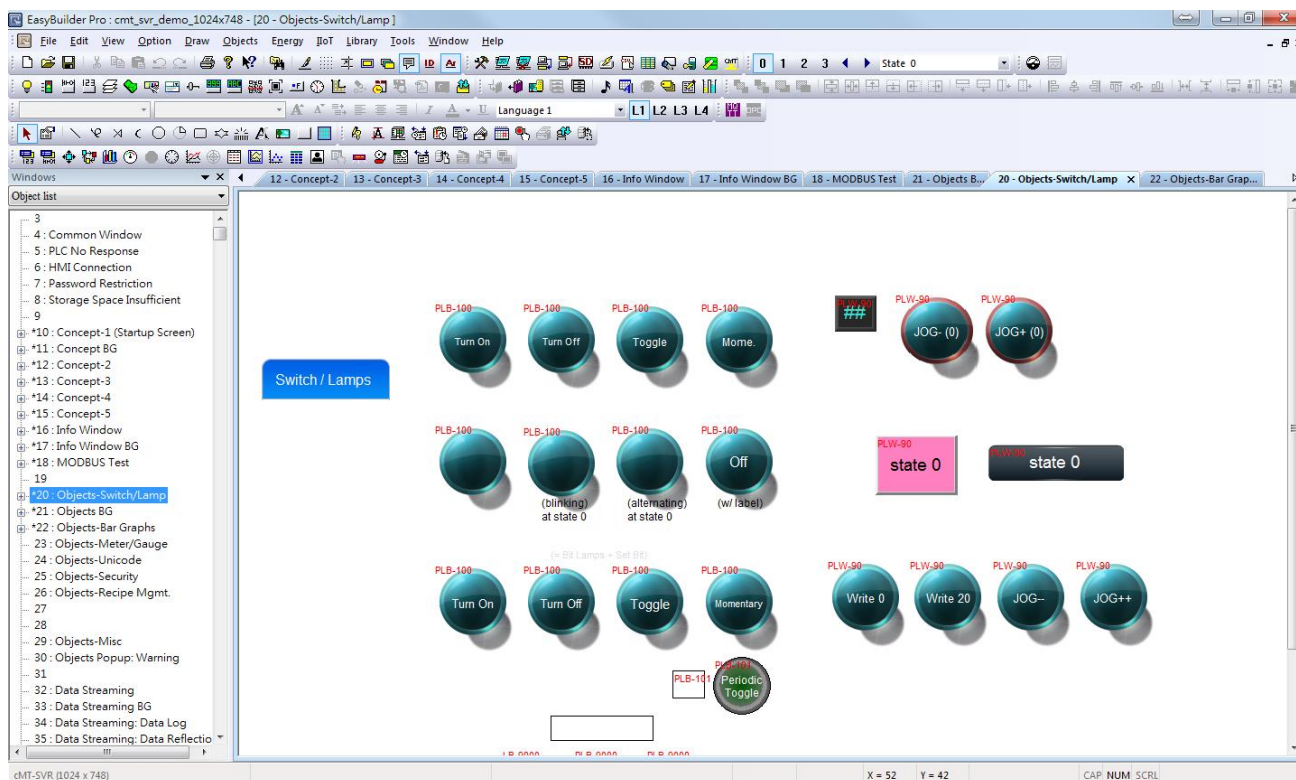 EasyBuilder Pro : cmt_svr_demo_1024x748 - [20 - Objects-Switch/Lamp ]
File Edit View Option Draw Objects Energy IIoT Library Tools Window Help
0 1 2 3 State 0
Language 1 L1 L2 L3 L4
Windows
12 - Concept-2 13 - Concept-3 14 - Concept-4 15 - Concept-5 16 - Info Window 17 - Info Window BG 18 - MODBUS Test 21 - Objects B... 20 - Objects-Switch/Lamp 22 - Objects-Bar Grap...
Object list
3
4 : Common Window
5 : PLC No Response
6 : HMI Connection
7 : Password Restriction
8 : Storage Space Insufficient
9
*10 : Concept-1 (Startup Screen)
*11 : Concept BG
*12 : Concept-2
*13 : Concept-3
*14 : Concept-4
*15 : Concept-5
*16 : Info Window
*17 : Info Window BG
*18 : MODBUS Test
19
*20 : Objects-Switch/Lamp
*21 : Objects BG
*22 : Objects-Bar Graphs
23 : Objects-Meter/Gauge
24 : Objects-Unicode
25 : Objects-Security
26 : Objects-Recipe Mgmt.
27
28
29 : Objects-Misc
30 : Objects Popup: Warning
31
32 : Data Streaming
33 : Data Streaming BG
34 : Data Streaming: Data Log
35 : Data Streaming: Data Reflectio
Switch / Lamps
PLB-100 PLB-100 PLB-100 PLB-100
Turn On Turn Off Toggle Mome.
PLW-90 PLW-90 PLW-90
## JOG- (0) JOG+ (0)
PLB-100 PLB-100 PLB-100 PLB-100
Off
(blinking) (alternating) (w/ label)
at state 0 at state 0
PLW-90 PLW-90
state 0 state 0
(= Bit Lamps + Set Bit)
PLB-100 PLB-100 PLB-100 PLB-100
Turn On Turn Off Toggle Momentary
PLW-90 PLW-90 PLW-90 PLW-90
Write 0 Write 20 JOG-- JOG++
PLB-101 PLB-101
Periodic
Toggle
cMT-SVR (1024 x 748) X = 52 Y = 42 CAP NUM SCRL